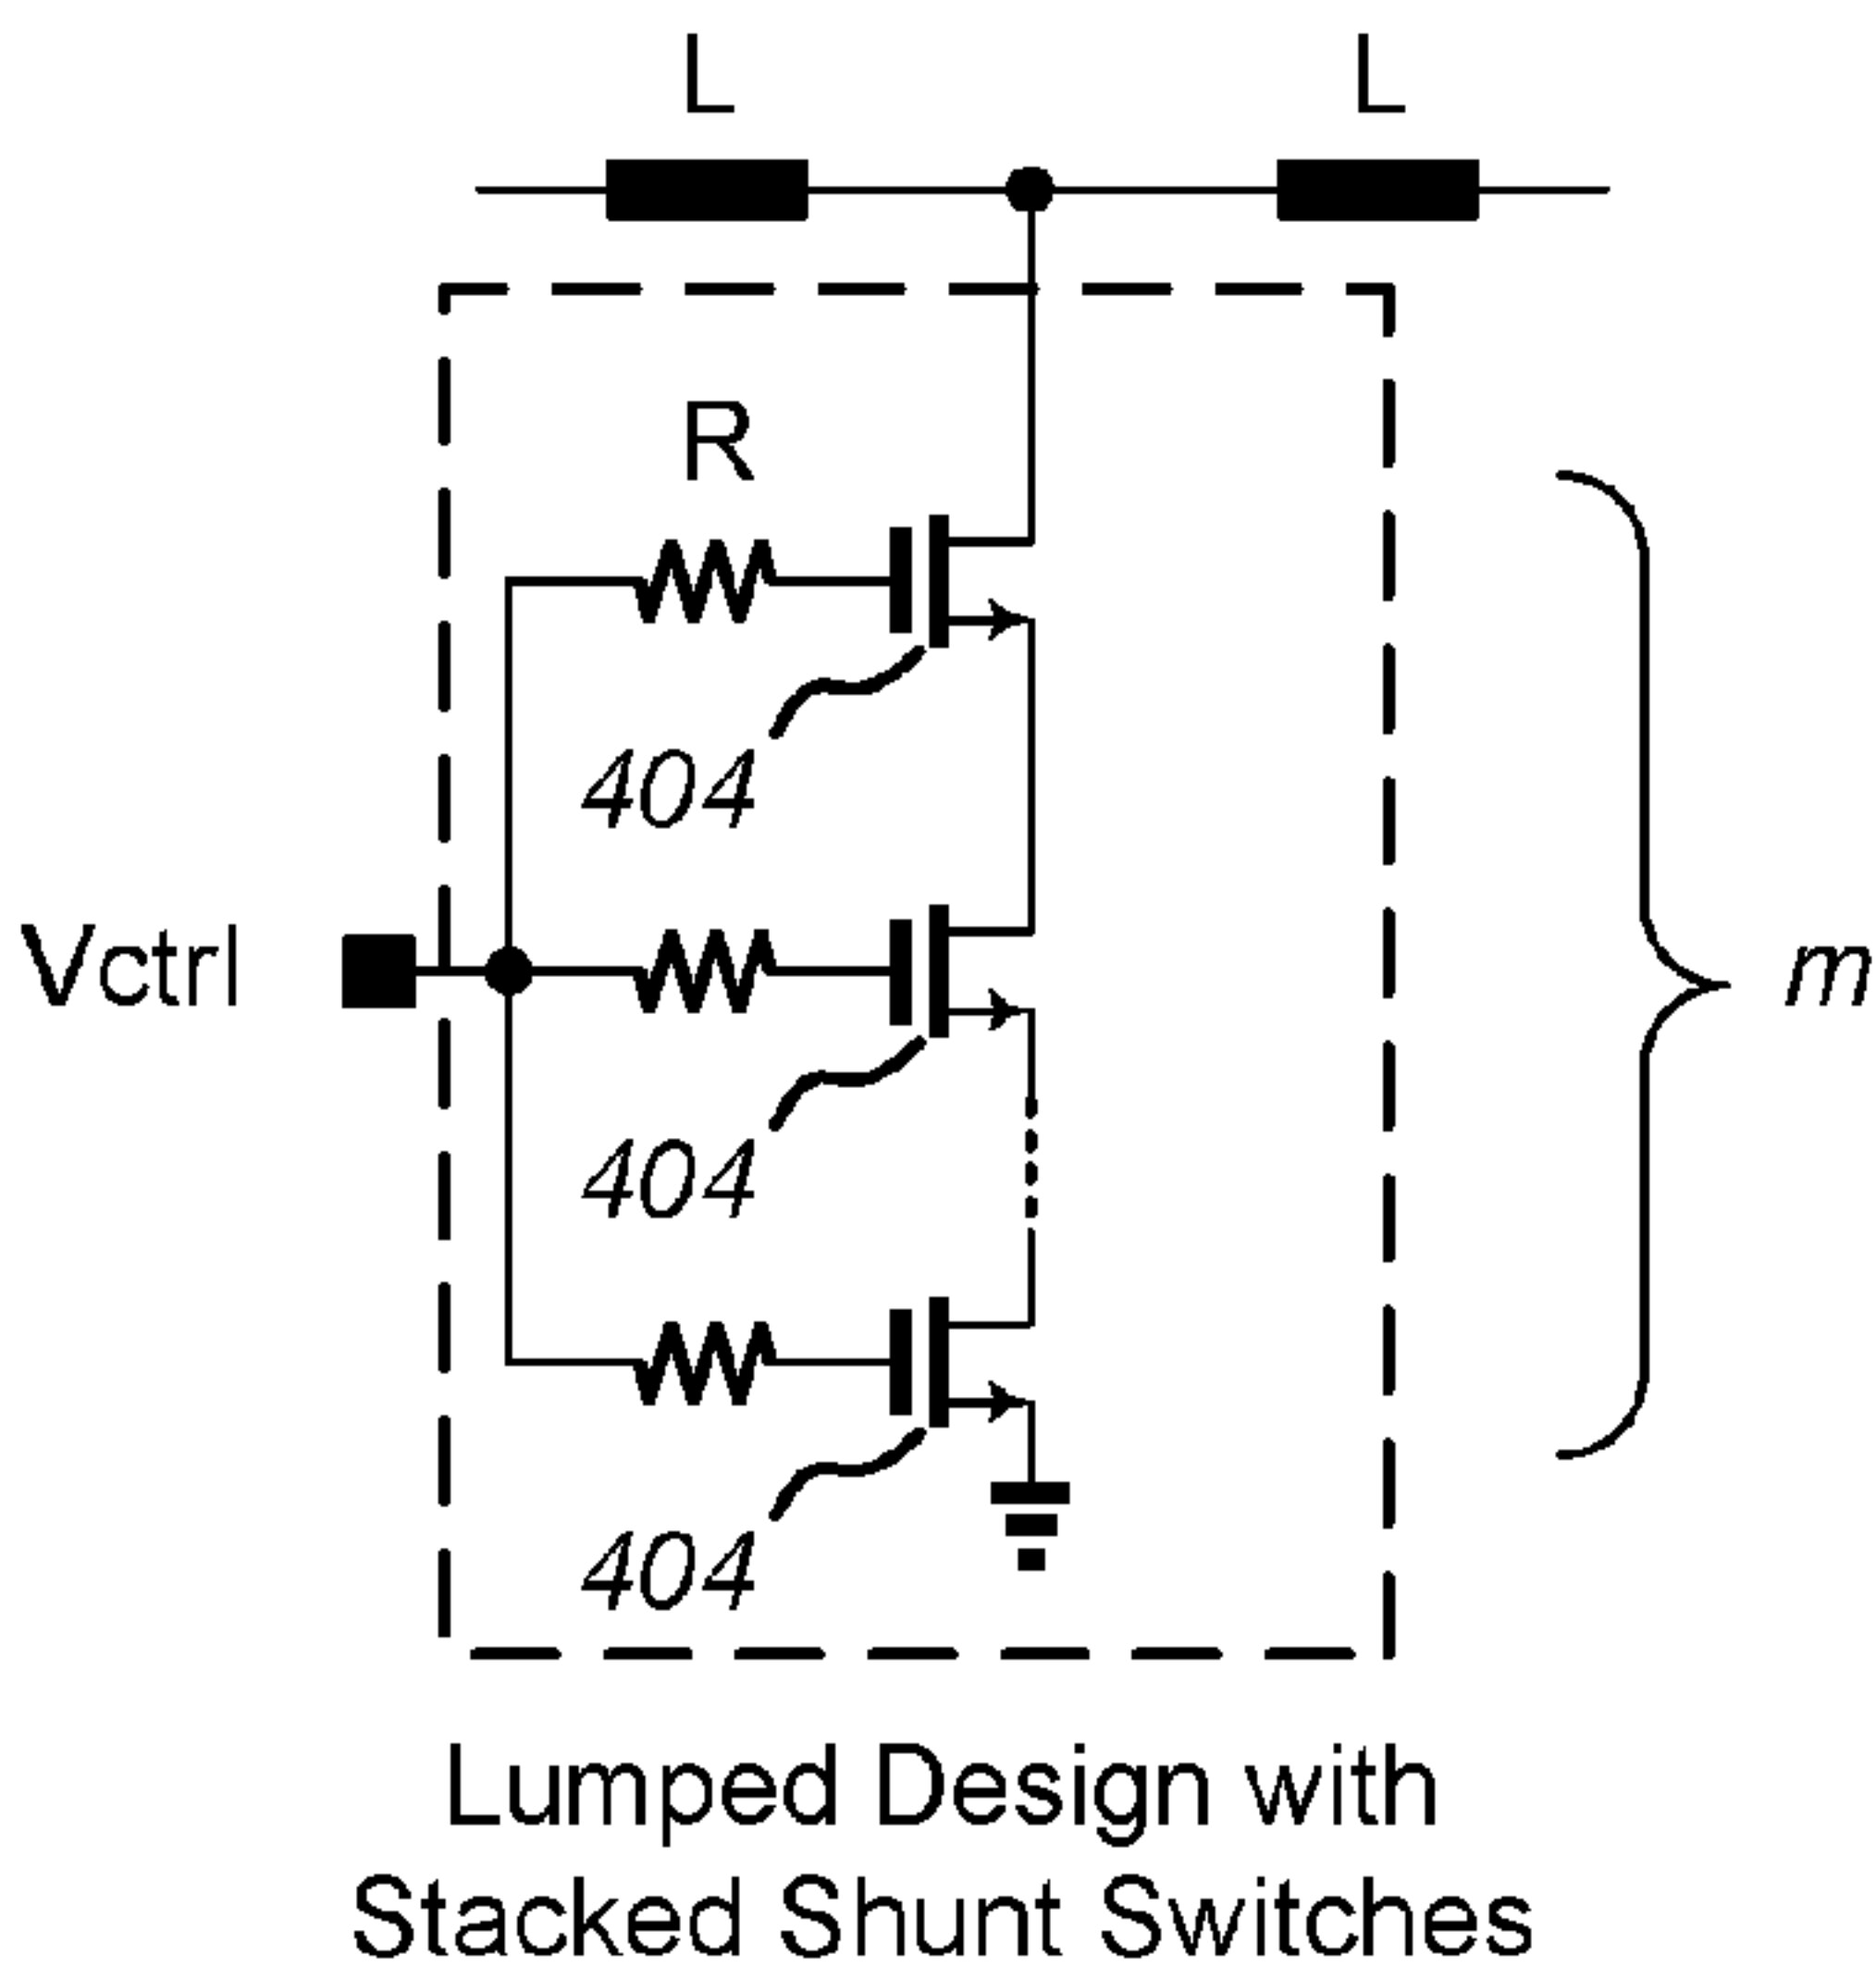 L L
R
404
Vctrl
m
404
404
Lumped Design with
Stacked Shunt Switches